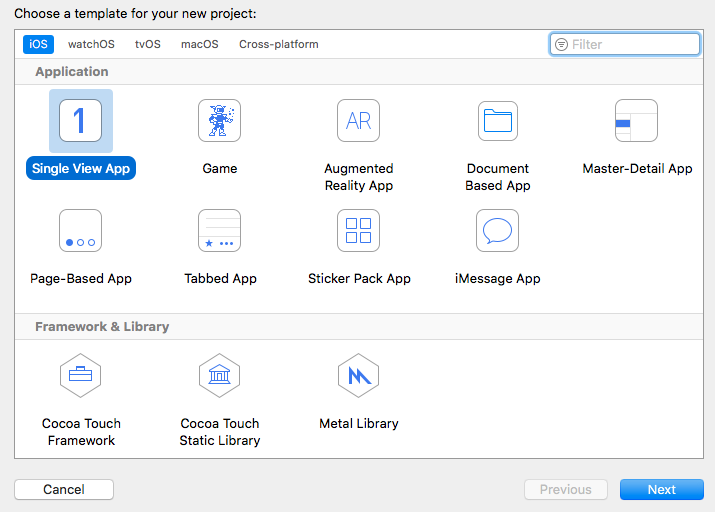 Choose a template for your new project:
iOS watchOS tvOS macOS Cross-platform Filter
Application
1 AR
Single View App Game Augmented Reality App Document Based App Master-Detail App
Page-Based App Tabbed App Sticker Pack App iMessage App
Framework & Library
Cocoa Touch Framework Cocoa Touch Static Library Metal Library
Cancel Previous Next